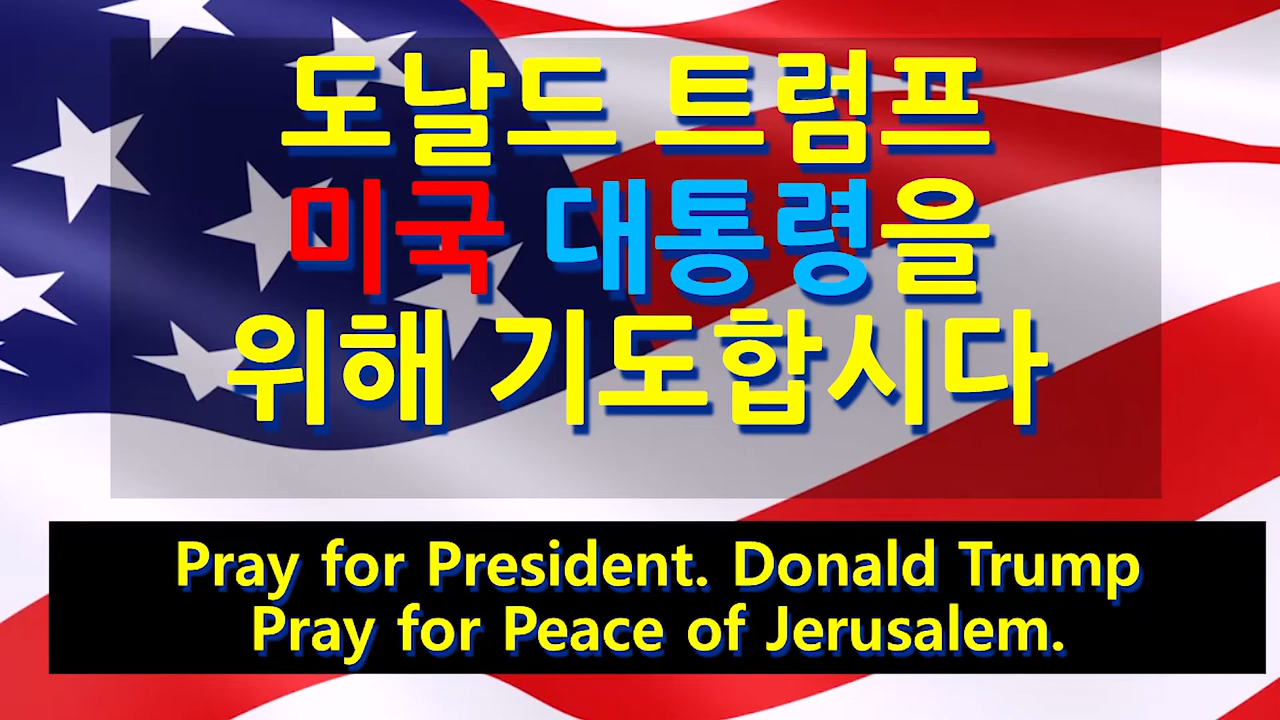 도날드 트럼프
미국 대통령을
위해 기도합시다
Pray for President. Donald Trump
Pray for Peace of Jerusalem.